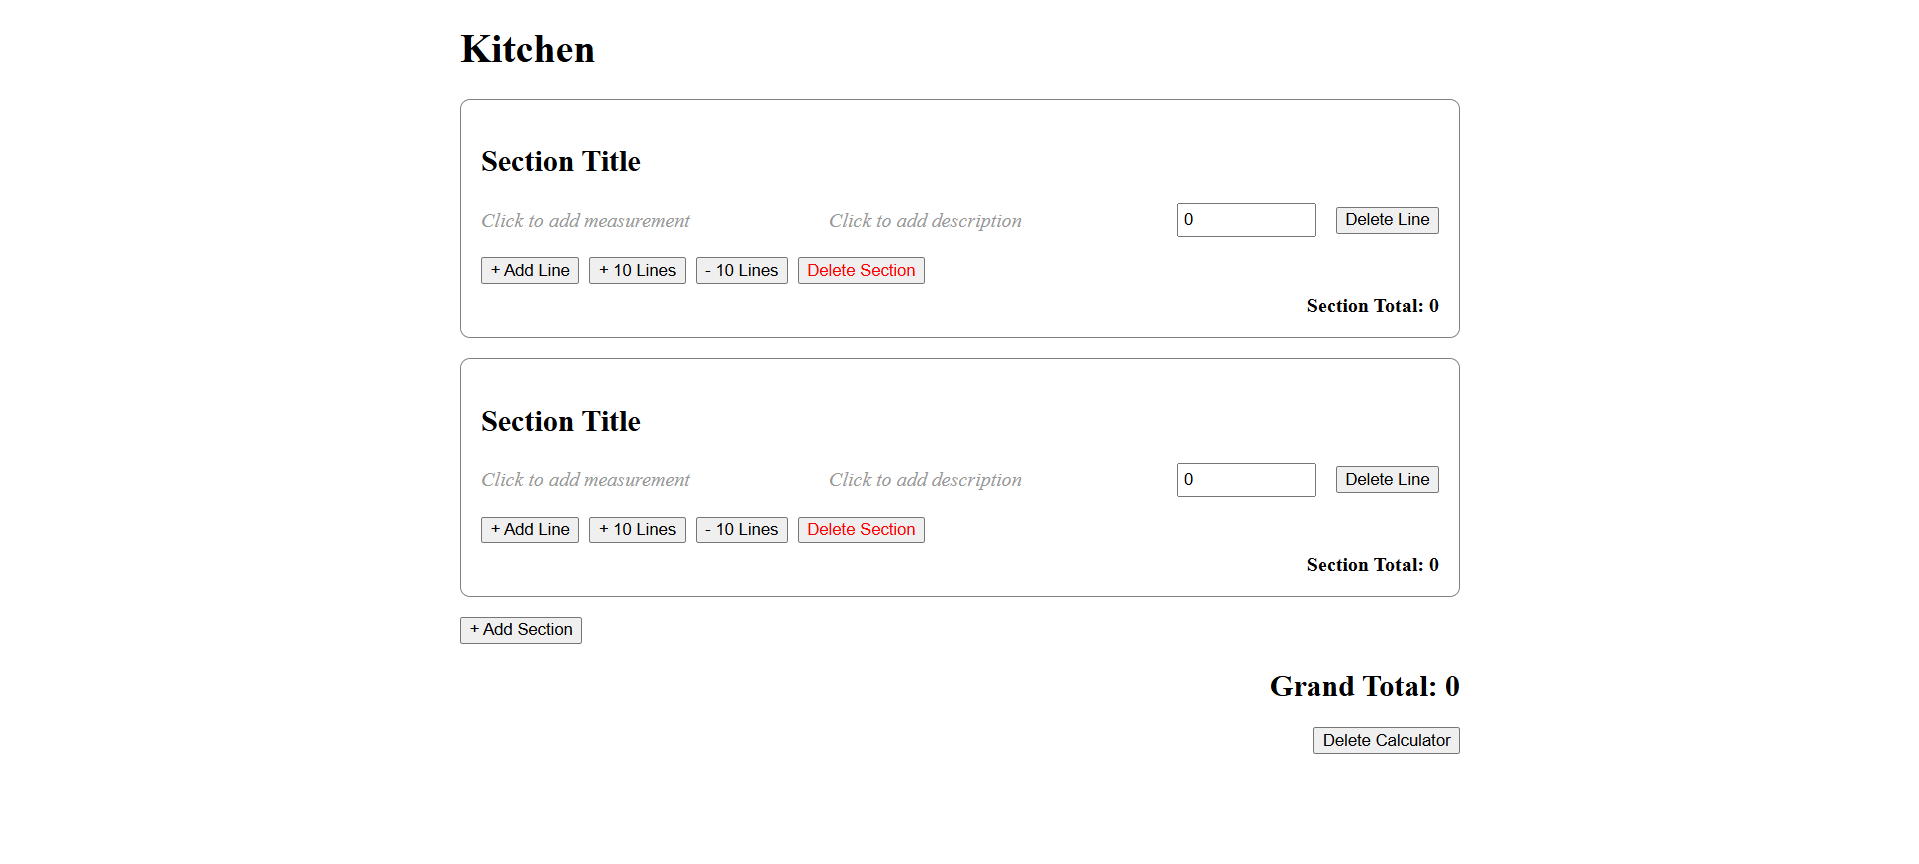 Kitchen
Section Title
Click to add measurement Click to add description 0 Delete Line
+ Add Line + 10 Lines - 10 Lines Delete Section
Section Total: 0
Section Title
Click to add measurement Click to add description 0 Delete Line
+ Add Line + 10 Lines - 10 Lines Delete Section
Section Total: 0
+ Add Section
Grand Total: 0
Delete Calculator